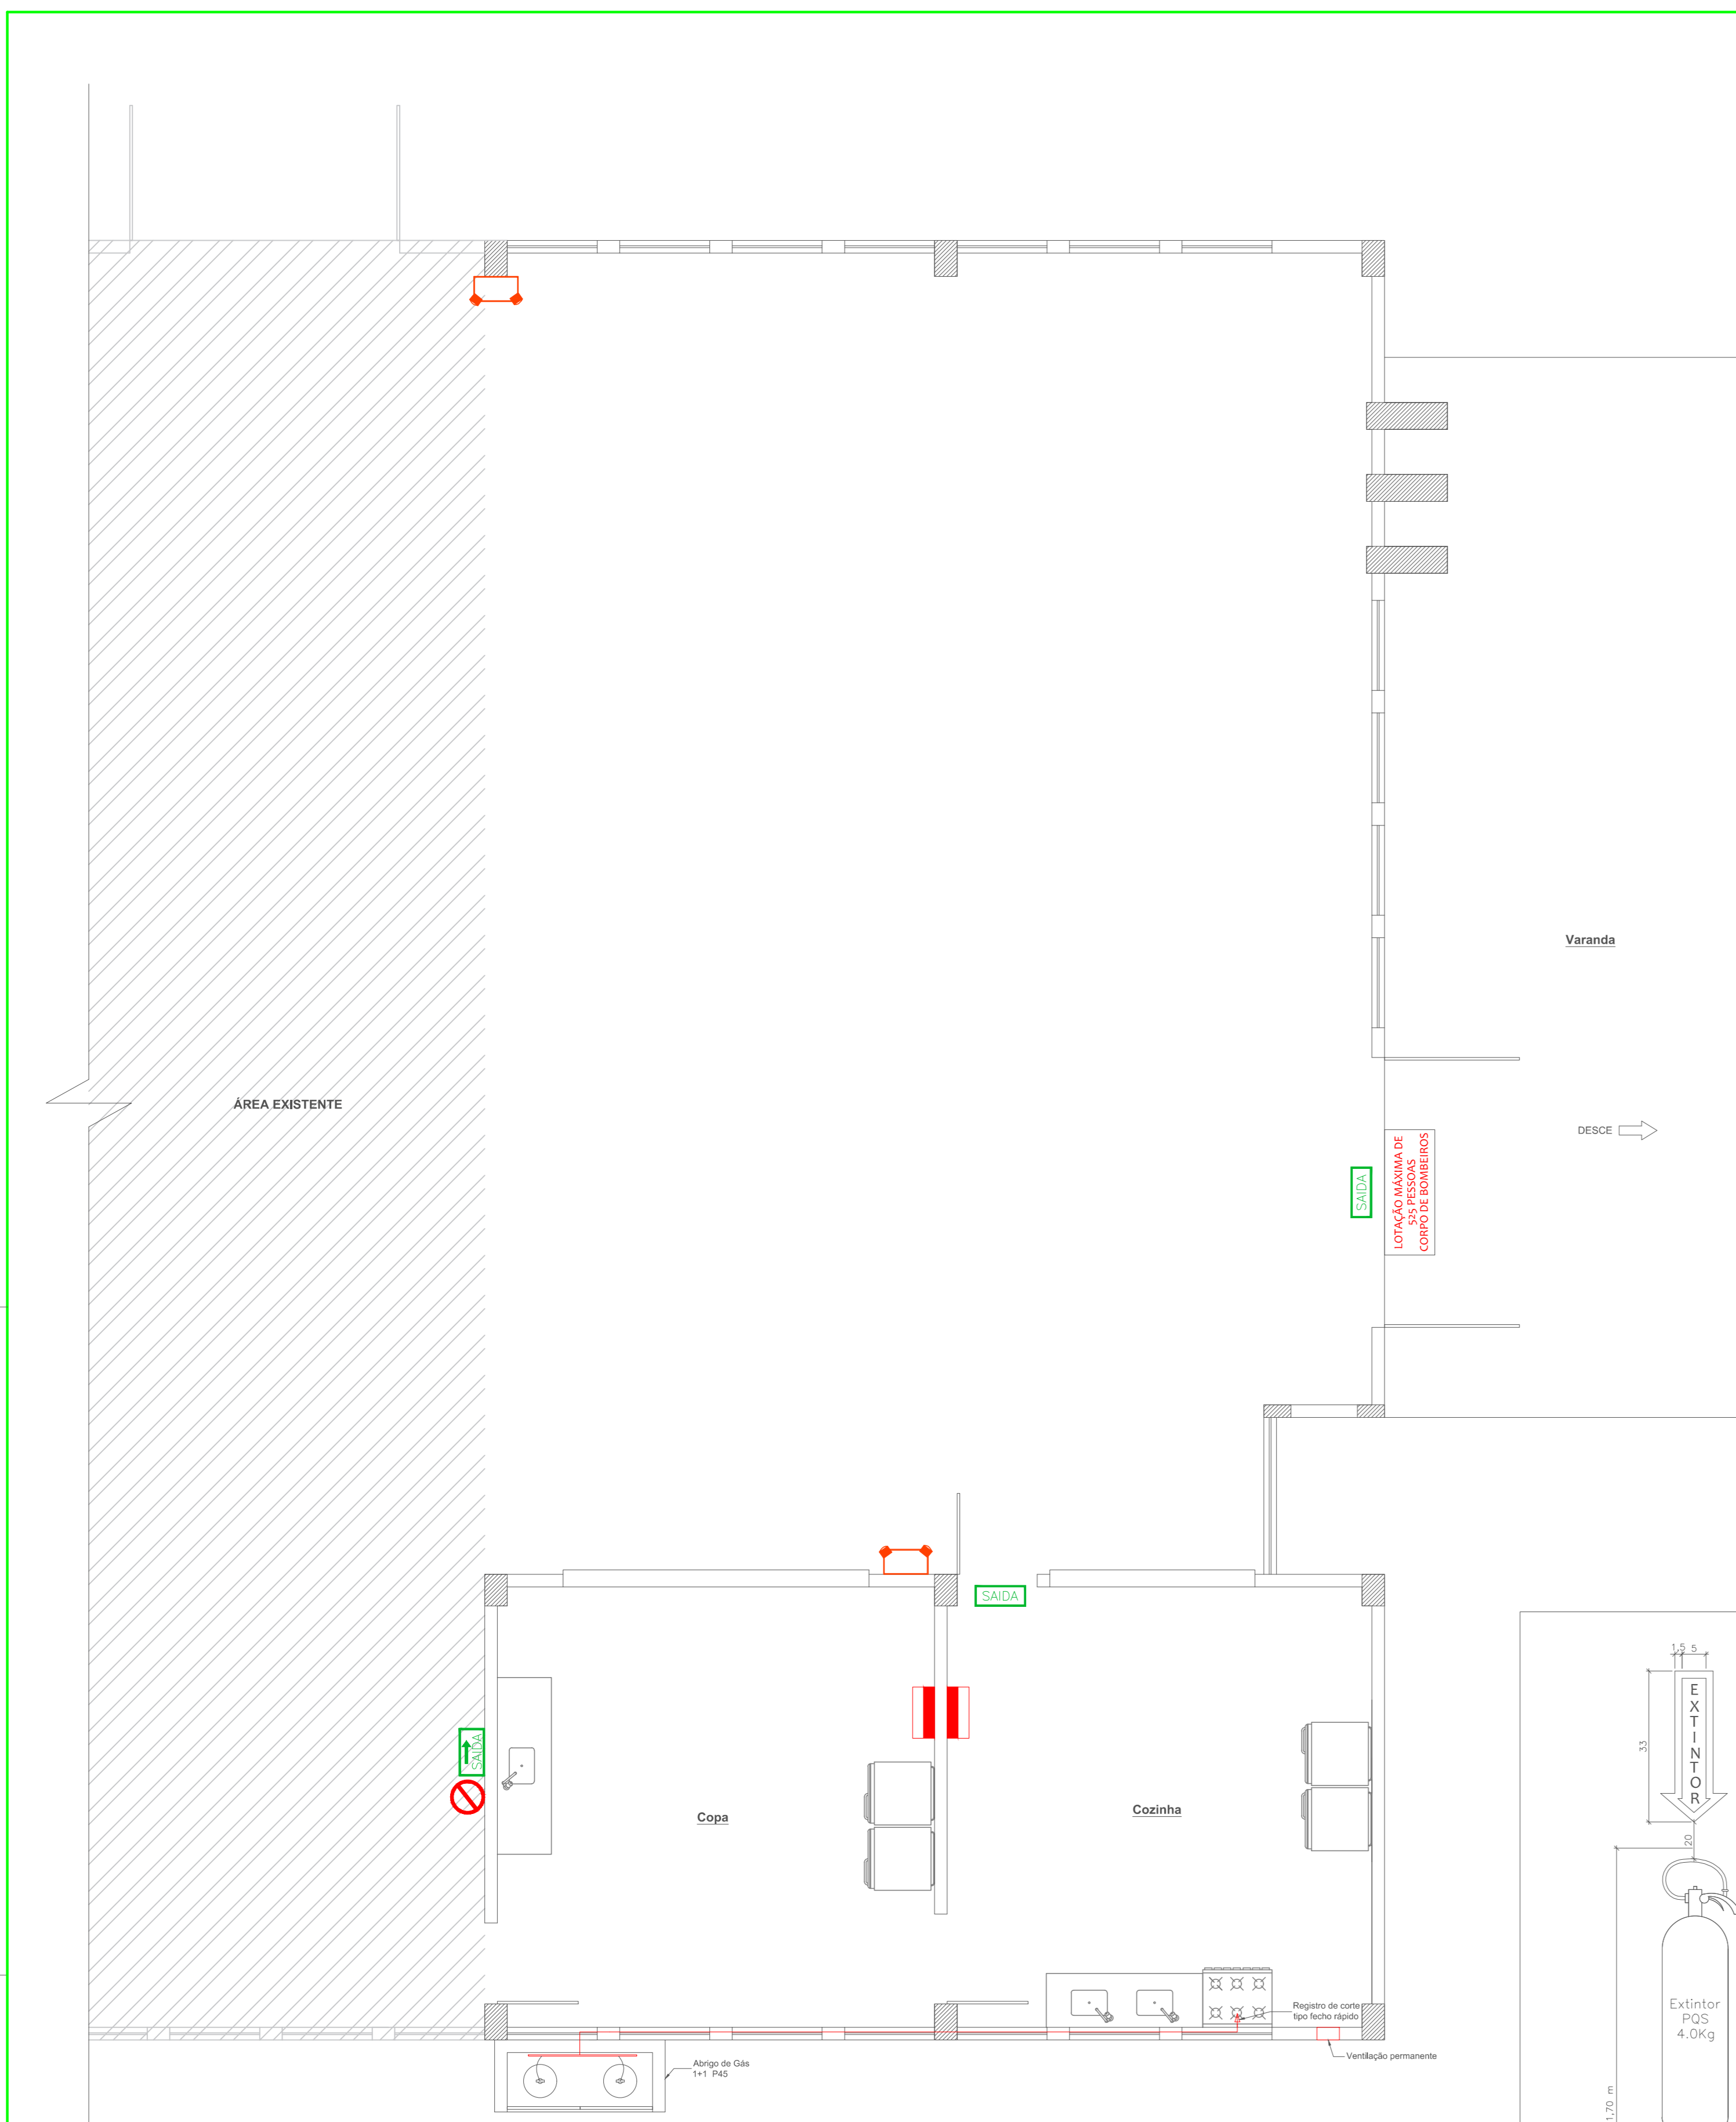 Varanda
ÁREA EXISTENTE
DESCE
SAIDA
LOTAÇÃO MÁXIMA DE
525 PESSOAS
CORPO DE BOMBEIROS
SAIDA
1,5 5
EXTINTOR
33
20
SAIDA
Copa
Cozinha
Registro de corte
tipo fecho rápido
Extintor
PQS
4.0Kg
Ventilação permanente
Abrigo de Gás
1+1 P45
1,70 m